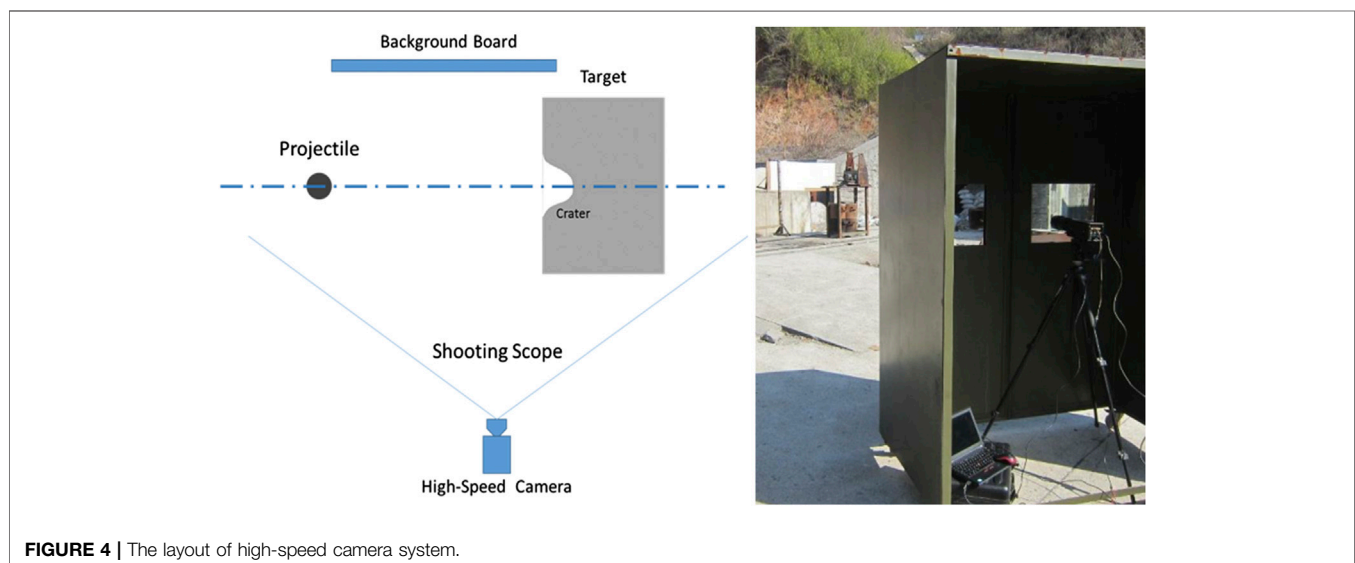 Background Board
Target
Projectile
Crater
Shooting Scope
High-Speed Camera
FIGURE 4 | The layout of high-speed camera system.